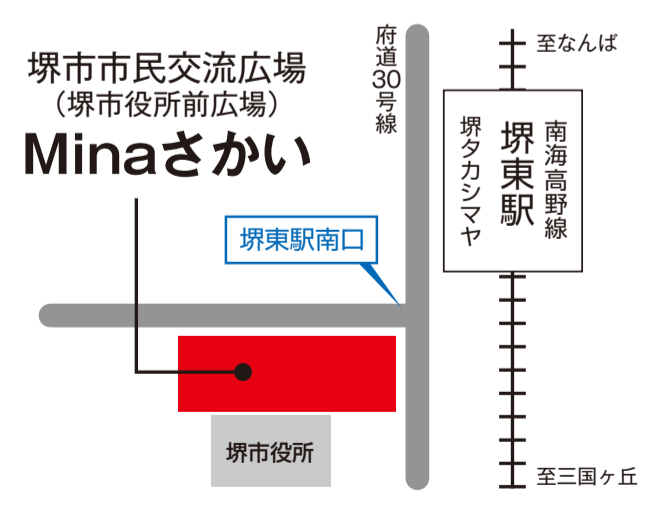 堺市市民交流広場
（堺市役所前広場）
Minaさかい
府道30号線
至なんば
南海高野線
堺東駅
堺タカシマヤ
堺東駅南口
堺市役所
至三国ヶ丘